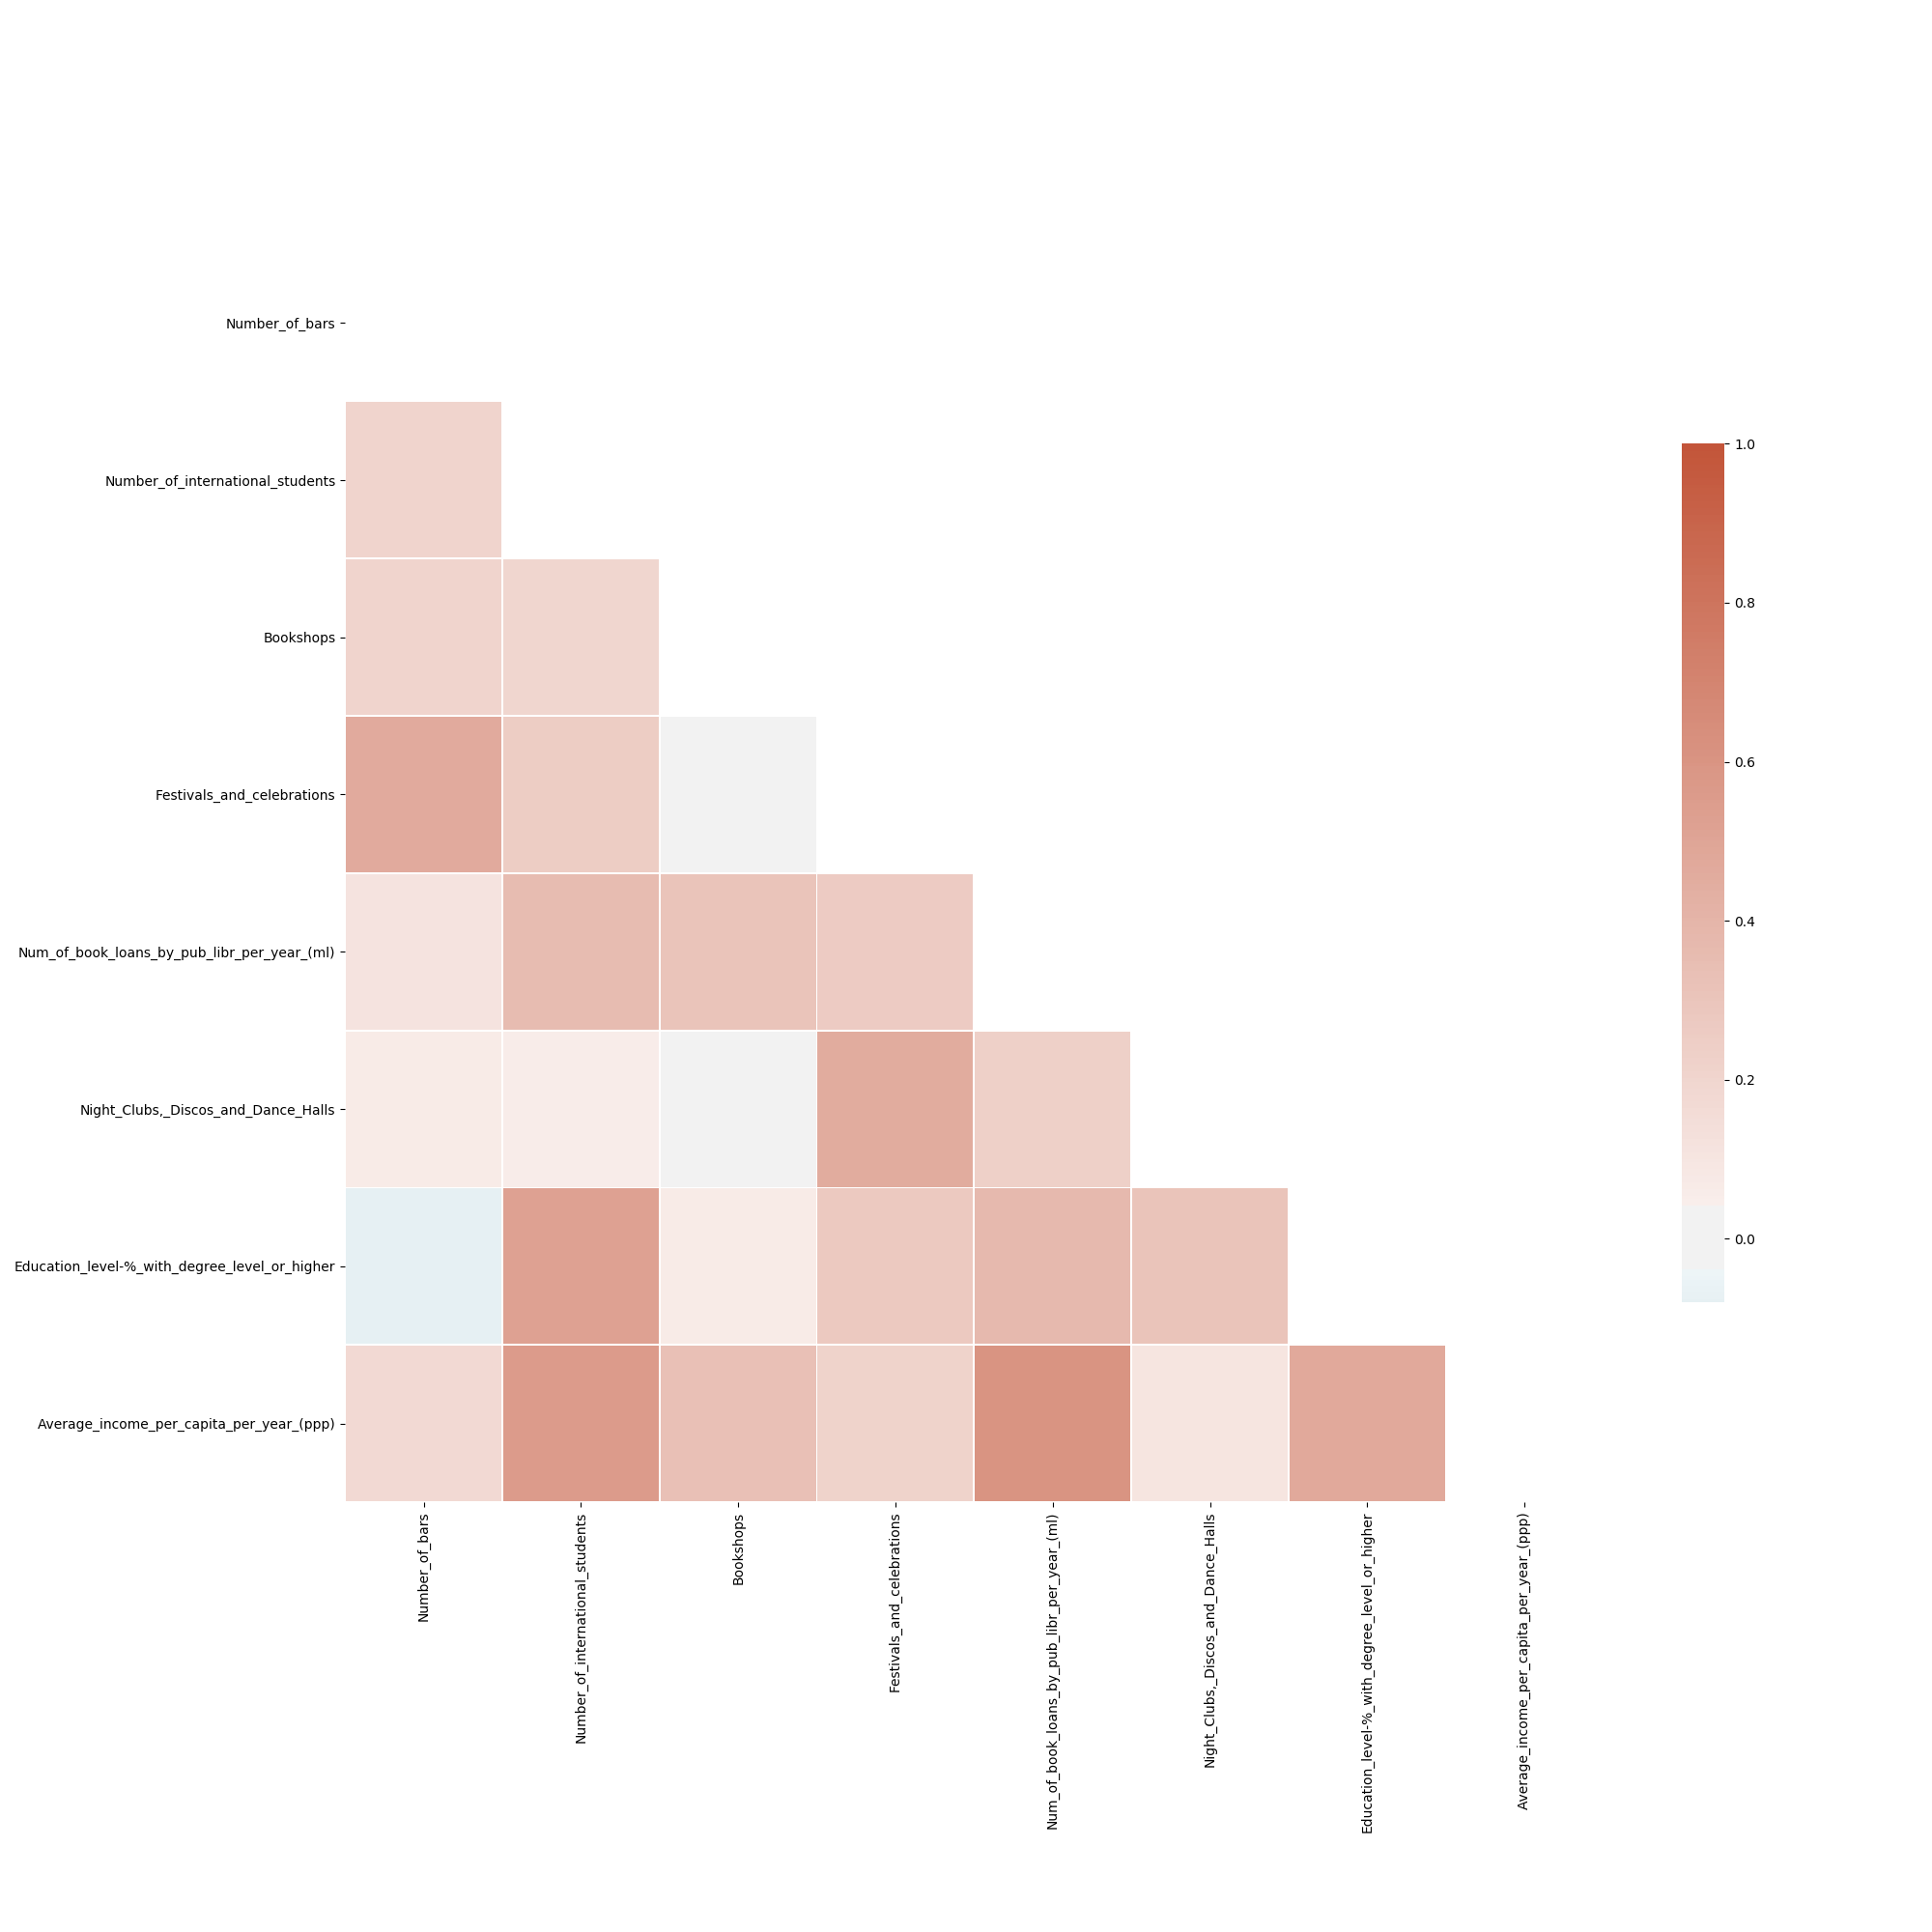 Number_of_bars
Number_of_international_students
Bookshops
Festivals_and_celebrations
Num_of_book_loans_by_pub_libr_per_year_(ml)
Night_Clubs,_Discos_and_Dance_Halls
Education_level-%_with_degree_level_or_higher
Average_income_per_capita_per_year_(ppp)
Number_of_bars
Number_of_international_students
Bookshops
Festivals_and_celebrations
Num_of_book_loans_by_pub_libr_per_year_(ml)
Night_Clubs,_Discos_and_Dance_Halls
Education_level-%_with_degree_level_or_higher
Average_income_per_capita_per_year_(ppp)
1.0
0.8
0.6
0.4
0.2
0.0